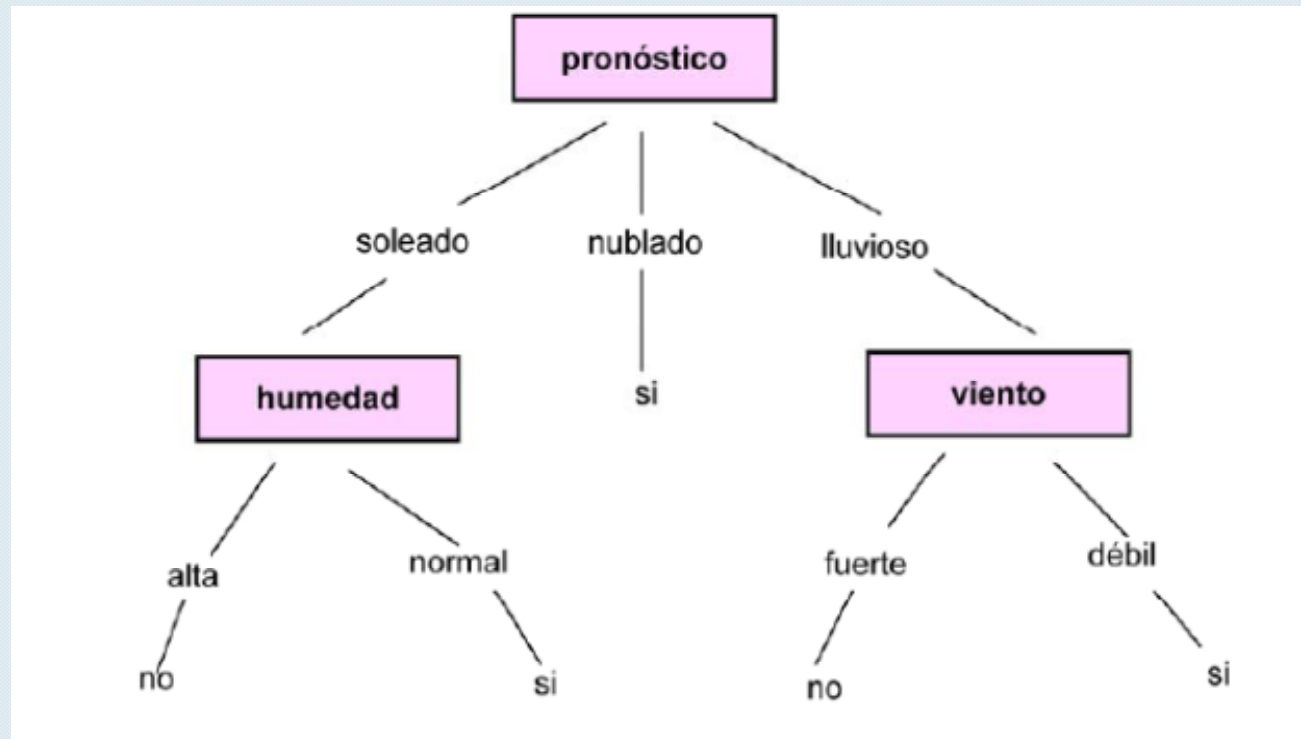 pronóstico
soleado nublado lluvioso
humedad si viento
alta normal fuerte débil
no si no si